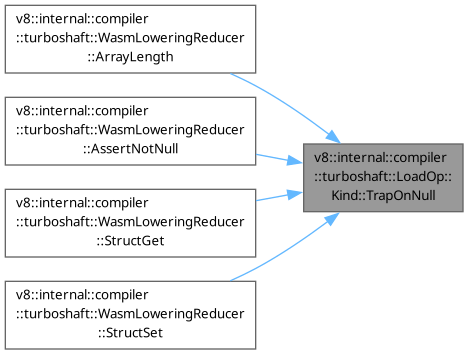 v8::internal::compiler
::turboshaft::WasmLoweringReducer
::ArrayLength
v8::internal::compiler
::turboshaft::WasmLoweringReducer
::AssertNotNull
v8::internal::compiler
::turboshaft::LoadOp::
Kind::TrapOnNull
v8::internal::compiler
::turboshaft::WasmLoweringReducer
::StructGet
v8::internal::compiler
::turboshaft::WasmLoweringReducer
::StructSet